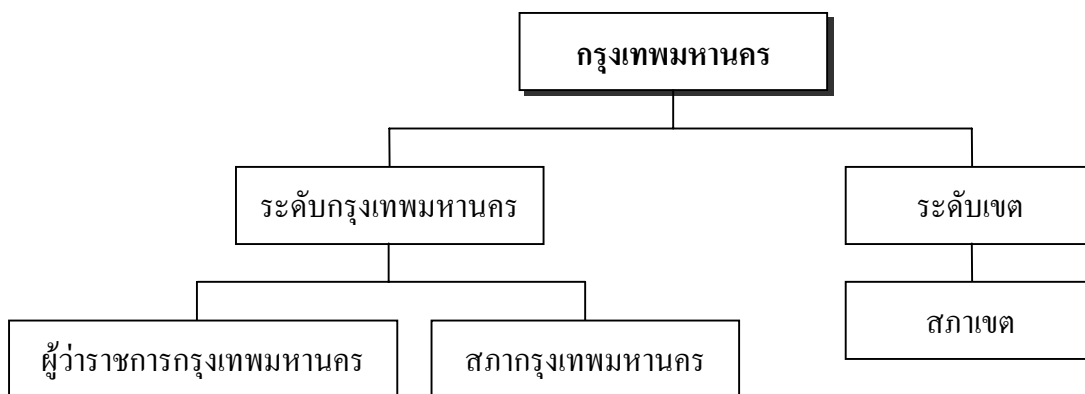 กรุงเทพมหานคร
ระดับกรุงเทพมหานคร
ระดับเขต
ผู้ว่าราชการกรุงเทพมหานคร
สภากรุงเทพมหานคร
สภาเขต